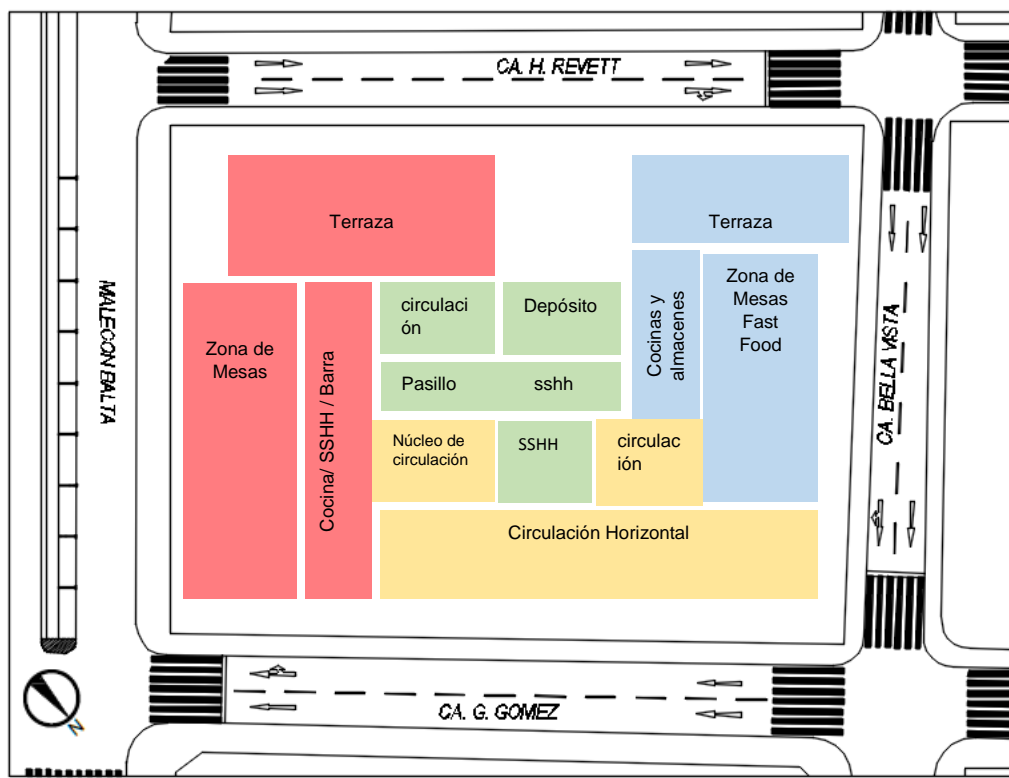 CA. H. REVETT
Terraza
Terraza
MALECON BALTA
Zona de
Mesas
Cocina/ SSHH / Barra
circulaci
ón
Depósito
Cocinas y
almacenes
Zona de
Mesas
Fast
Food
CA. BELLA VISTA
Pasillo sshh
Núcleo de
circulación
SSHH
circulac
ión
Circulación Horizontal
N
CA. G. GOMEZ